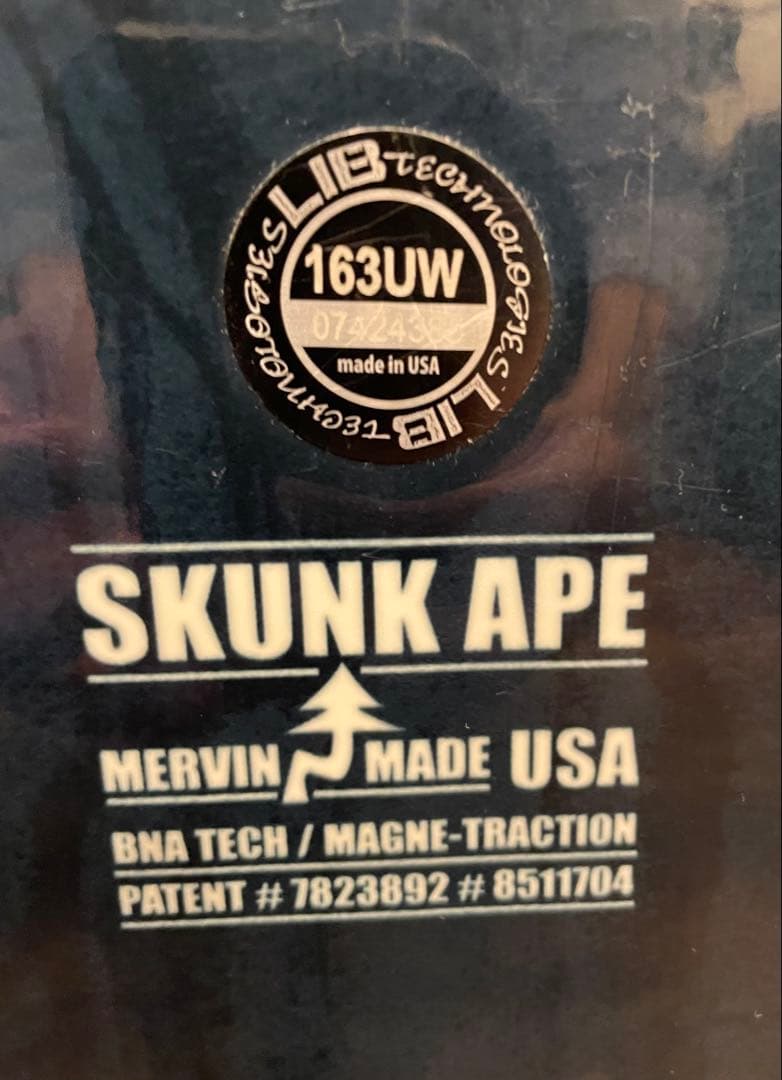 LIB TECHNOLOGIES
LIB TECHNOLOGIES
163UW
made in USA
SKUNK APE
MERVIN MADE USA
BNA TECH / MAGNE-TRACTION
PATENT # 7823892 # 8511704